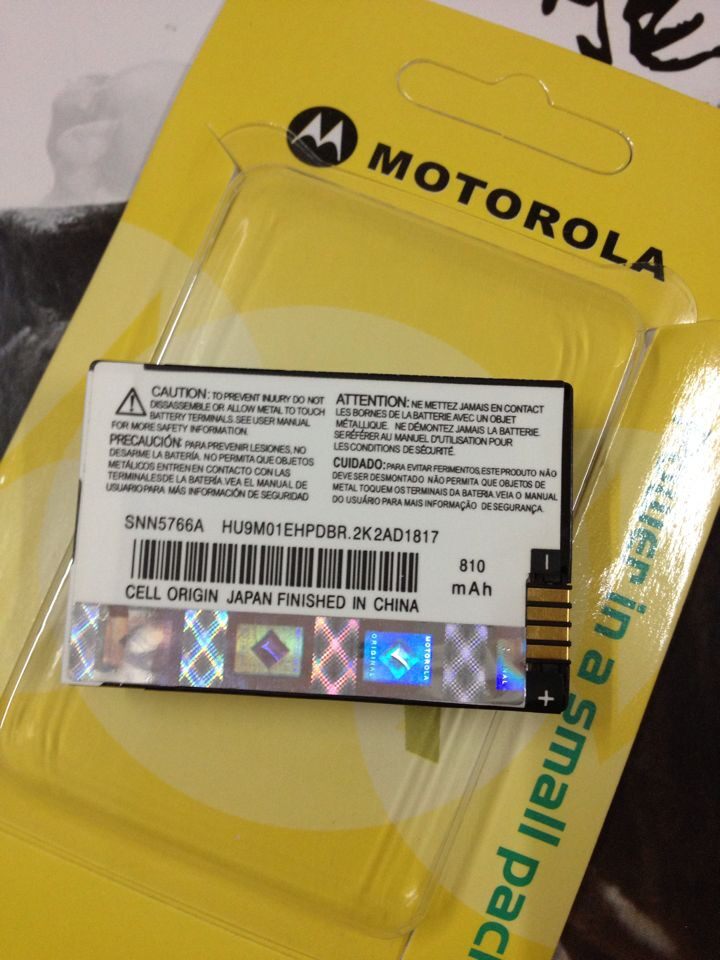 MOTOROLA
CAUTION: TO PREVENT INJURY DO NOT
DISSASSEMBLE OR ALLOW METAL TO TOUCH
BATTERY TERMINALS. SEE USER MANUAL
FOR MORE SAFETY INFORMATION.
PRECAUCIÓN: PARA PREVENIR LESIONES, NO
DESARME LA BATERÍA. NO PERMITA QUE OBJETOS
METÁLICOS ENTREN EN CONTACTO CON LAS
TERMINALES DE LA BATERÍA VEA EL MANUAL DE
USUARIO PARA MÁS INFORMACIÓN DE SEGURIDAD
ATTENTION: NE METTEZ JAMAIS EN CONTACT
LES BORNES DE LA BATTERIE AVEC UN OBJET
MÉTALLIQUE. NE DÉMONTEZ JAMAIS LA BATTERIE
SE RÉFÉRER AU MANUEL D'UTILISATION POUR
LES CONDITIONS DE SÉCURITÉ.
CUIDADO: PARA EVITAR FERIMENTOS, ESTE PRODUTO NÃO
DEVE SER DESMONTADO NÃO PERMITA QUE OBJETOS DE
METAL TOQUEM OS TERMINAIS DA BATERIA. VEIA O MANUAL
DO USUÁRIO PARA MAIS INFORMAÇÃO DE SEGURANÇA.
SNN5766A HU9M01EHPDBR.2K2AD1817
810
mAh
CELL ORIGIN JAPAN FINISHED IN CHINA
ORIGINAL
MOTOROLA
-
+
in a small pack